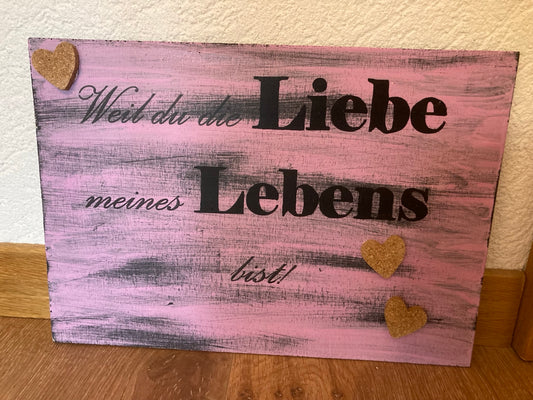 Weil du die Liebe
meines Lebens
bist!